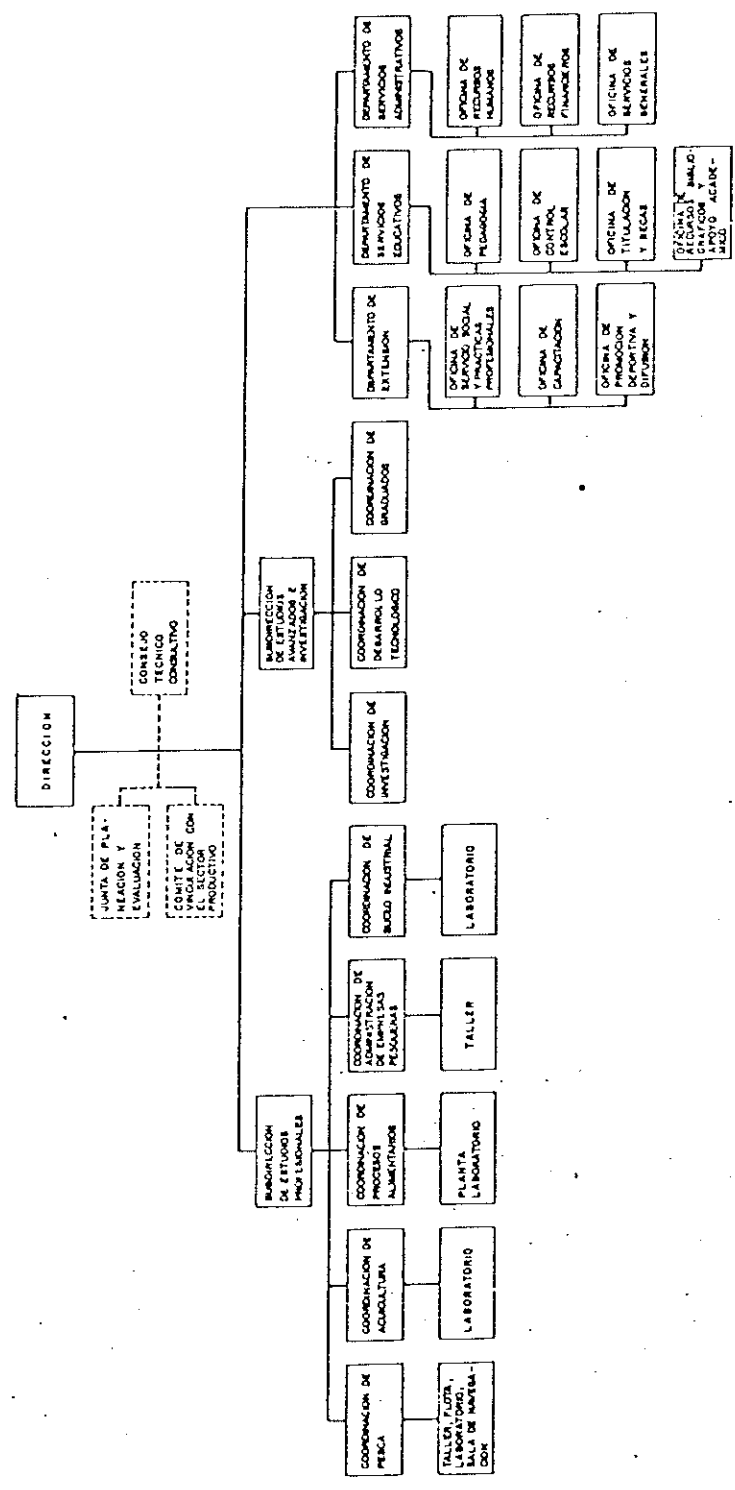 DIRECCION
JUNTA DE PLA-
NEACION Y
EVALUACION
CONSEJO
TECNICO
CONSULTIVO
COMITE DE
VINCULACION CON
EL SECTOR
PRODUCTIVO
SUBDIRECCION
DE ESTUDIOS
PROFESIONALES
SUBDIRECCION
DE ESTUDIOS
AVANZADOS E
INVESTIGACION
COORDINACION DE
PESCA
COORDINACION DE
ACUICULTURA
COORDINACION DE
PROCESOS
ALIMENTARIOS
COORDINACION DE
ADMINISTRACION
DE EMPRESAS
PESQUERAS
COORDINACION DE
BUCEO INDUSTRIAL
COORDINACION DE
INVESTIGACION
COORDINACION DE
DESARROLLO
TECNOLOGICO
COORDINACION DE
GRADUADOS
DEPARTAMENTO DE
EXTENSION
DEPARTAMENTO DE
SERVICIOS
EDUCATIVOS
DEPARTAMENTO DE
SERVICIOS
ADMINISTRATIVOS
TALLER, FLOTA,
LABORATORIO,
SALA DE NAVEGA-
CION
LABORATORIO
PLANTA
LABORATORIO
TALLER
LABORATORIO
OFICINA DE
SERVICIO SOCIAL
Y PRACTICAS
PROFESIONALES
OFICINA DE
PEDAGOGIA
OFICINA DE
RECURSOS
HUMANOS
OFICINA DE
CAPACITACION
OFICINA DE
CONTROL
ESCOLAR
OFICINA DE
RECURSOS
FINANCIEROS
OFICINA DE
PROMOCION
DEPORTIVA Y
DIFUSION
OFICINA DE
TITULACION
Y BECAS
OFICINA DE
SERVICIOS
GENERALES
OFICINA DE
RECURSOS BIBLIO-
GRAFICOS Y
APOYO ACADE-
MICO